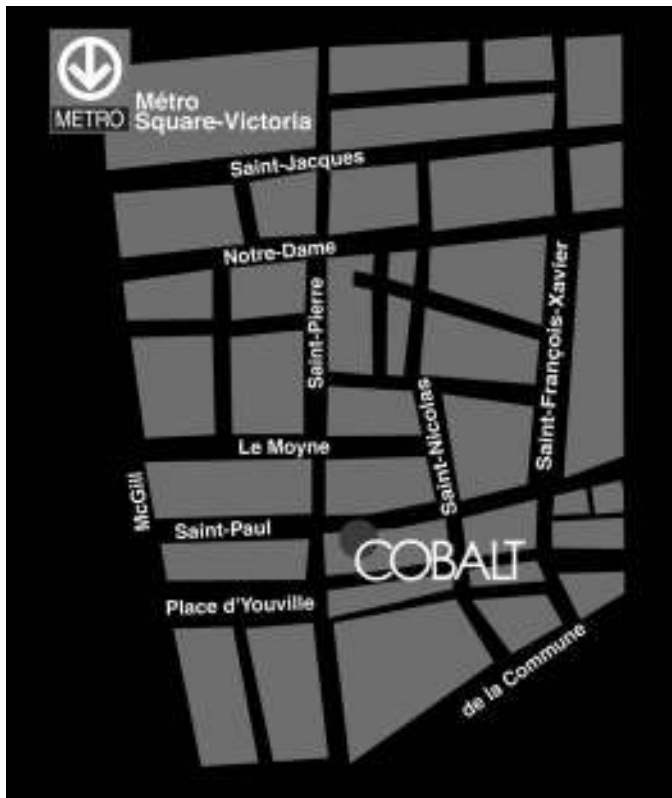 METRO
Métro
Square-Victoria
Saint-Jacques
Notre-Dame
Saint-Pierre
Saint-François-Xavier
Saint-Nicolas
Le Moyne
McGill
Saint-Paul
COBALT
Place d'Youville
de la Commune